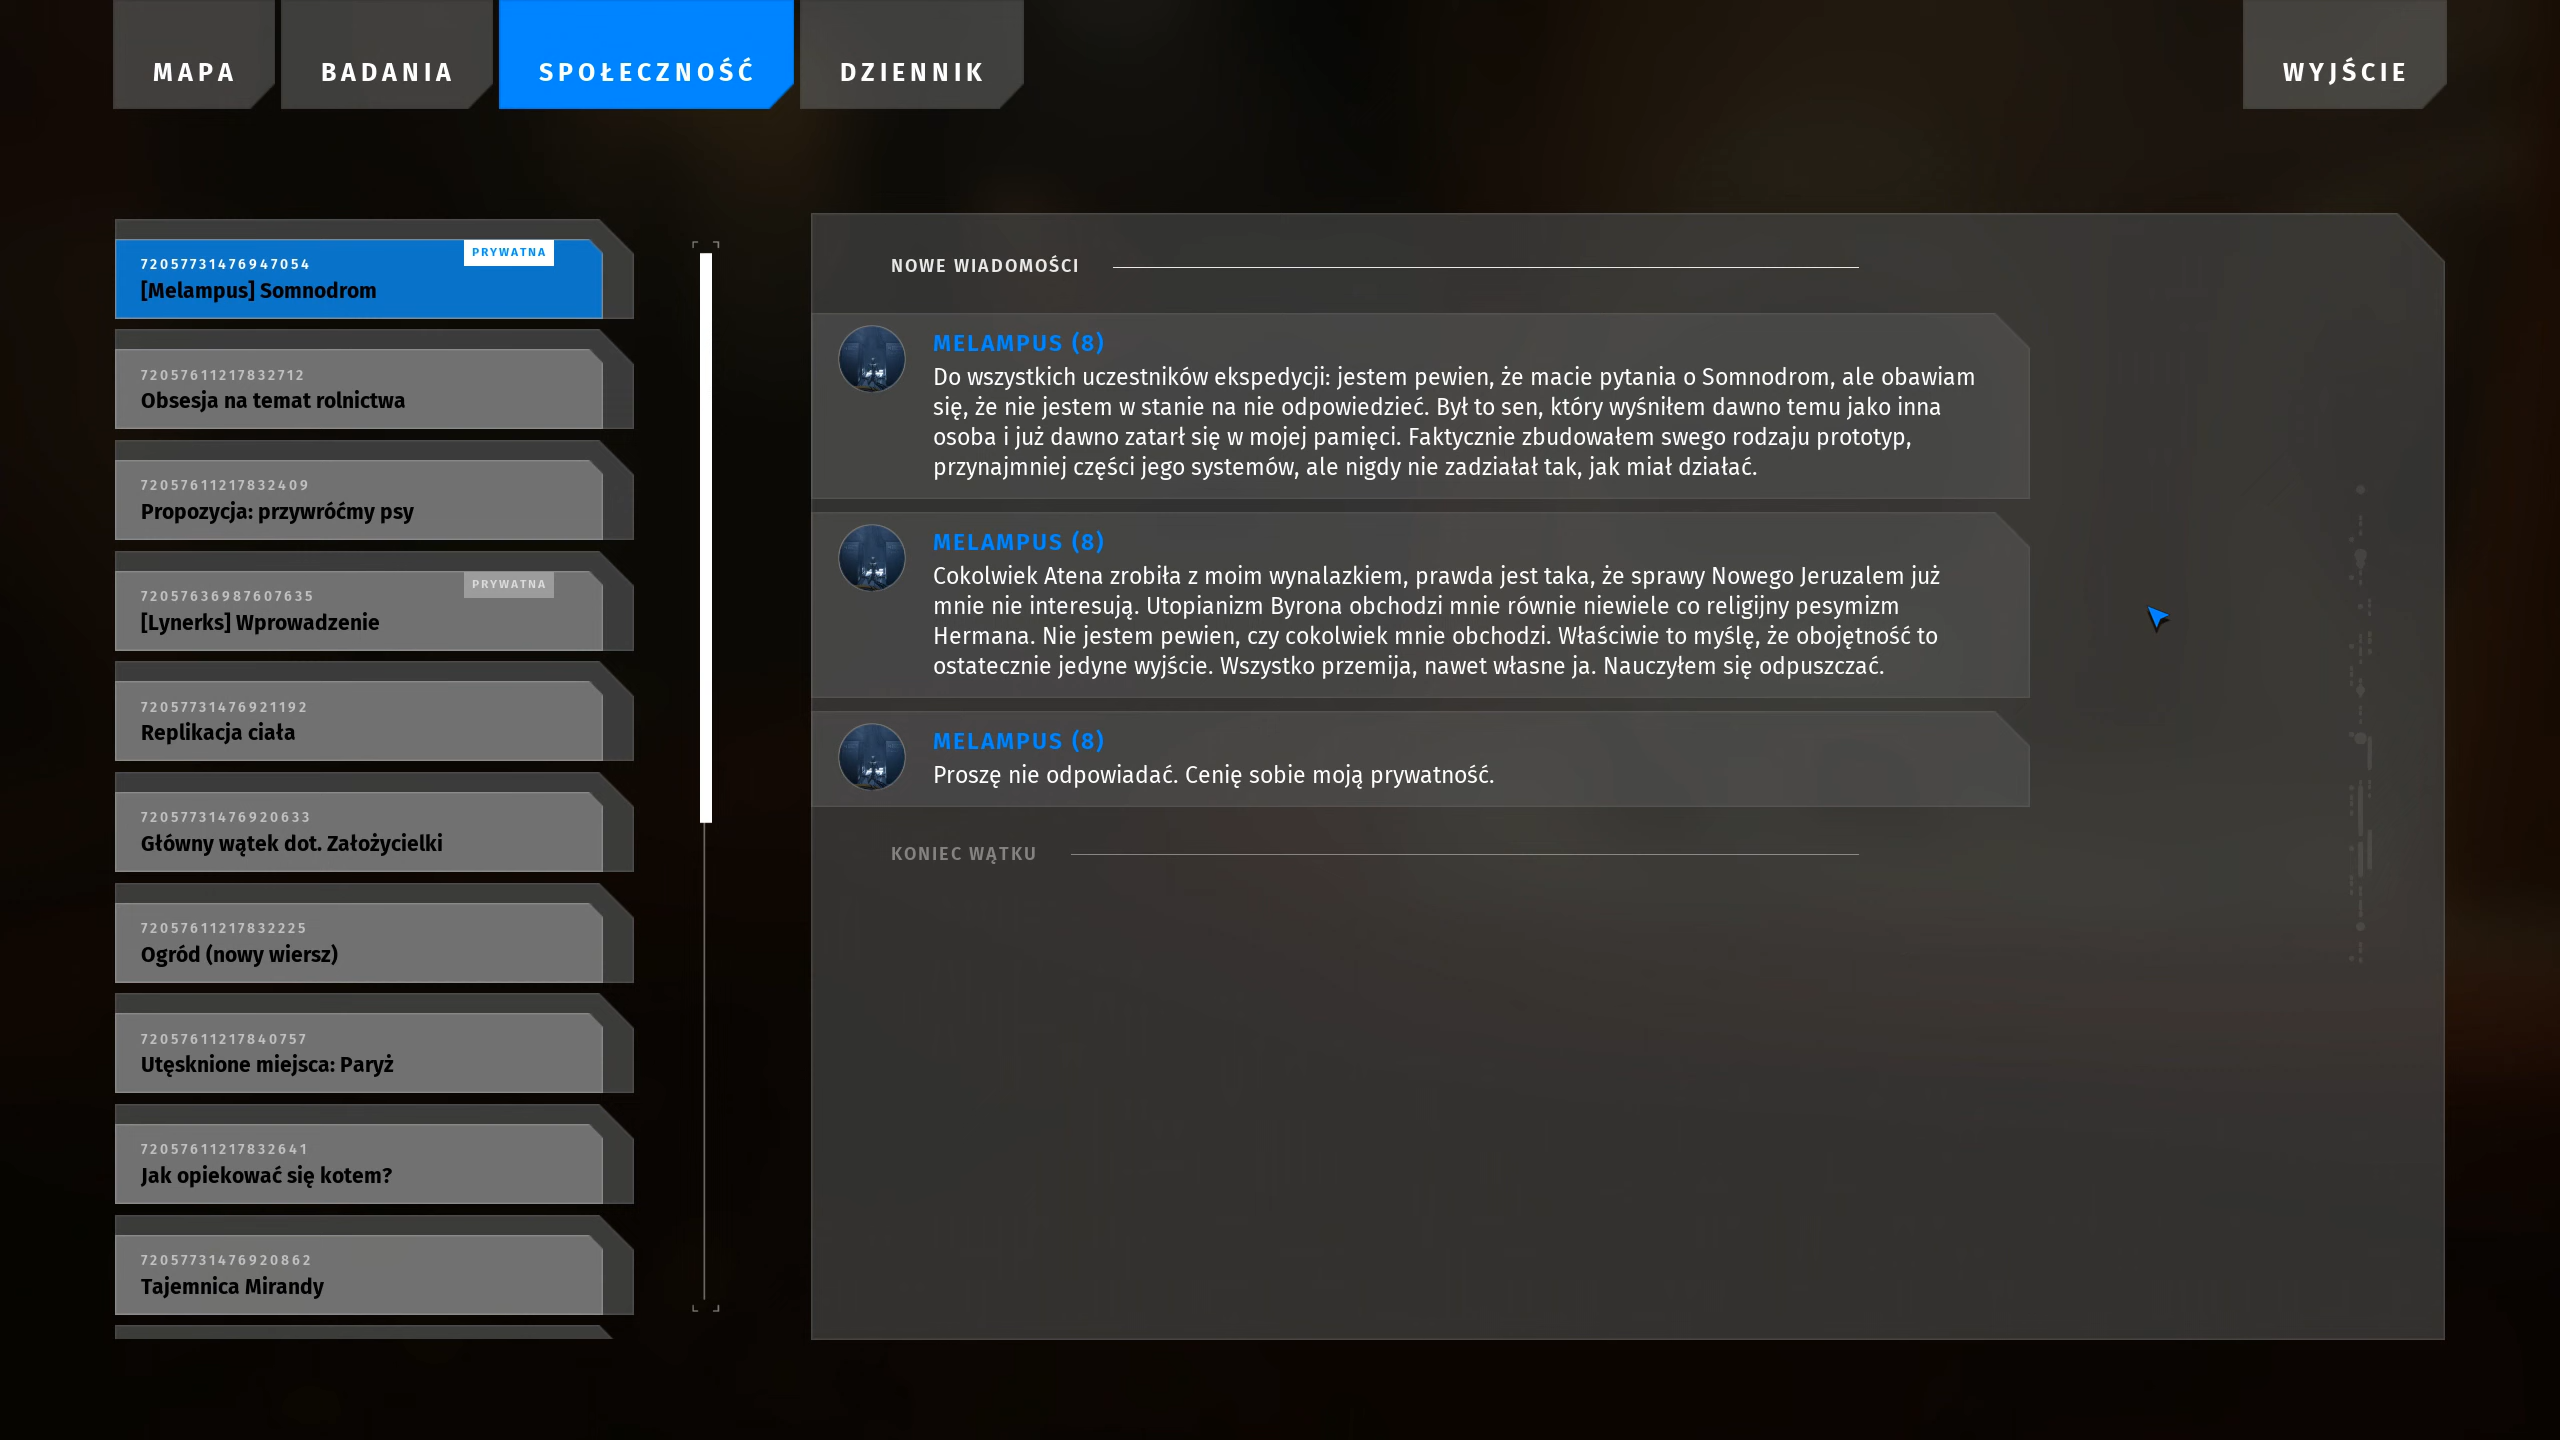 MAPA
BADANIA
SPOŁECZNOŚĆ
DZIENNIK
WYJŚCIE
72057731476947054
PRYWATNA
[Melampus] Somnodrom
72057611217832712
Obsesja na temat rolnictwa
72057611217832409
Propozycja: przywróćmy psy
72057636987607635
PRYWATNA
[Lynerks] Wprowadzenie
72057731476921192
Replikacja ciała
72057731476920633
Główny wątek dot. Założycielki
72057611217832225
Ogród (nowy wiersz)
72057611217840757
Utęsknione miejsca: Paryż
72057611217832641
Jak opiekować się kotem?
72057731476920862
Tajemnica Mirandy
NOWE WIADOMOŚCI
MELAMPUS (8)
Do wszystkich uczestników ekspedycji: jestem pewien, że macie pytania o Somnodrom, ale obawiam
się, że nie jestem w stanie na nie odpowiedzieć. Był to sen, który wyśniłem dawno temu jako inna
osoba i już dawno zatarł się w mojej pamięci. Faktycznie zbudowałem swego rodzaju prototyp,
przynajmniej części jego systemów, ale nigdy nie zadziałał tak, jak miał działać.
MELAMPUS (8)
Cokolwiek Atena zrobiła z moim wynalazkiem, prawda jest taka, że sprawy Nowego Jeruzalem już
mnie nie interesują. Utopianizm Byrona obchodzi mnie równie niewiele co religijny pesymizm
Hermana. Nie jestem pewien, czy cokolwiek mnie obchodzi. Właściwie to myślę, że obojętność to
ostatecznie jedyne wyjście. Wszystko przemija, nawet własne ja. Nauczyłem się odpuszczać.
MELAMPUS (8)
Proszę nie odpowiadać. Cenię sobie moją prywatność.
KONIEC WĄTKU